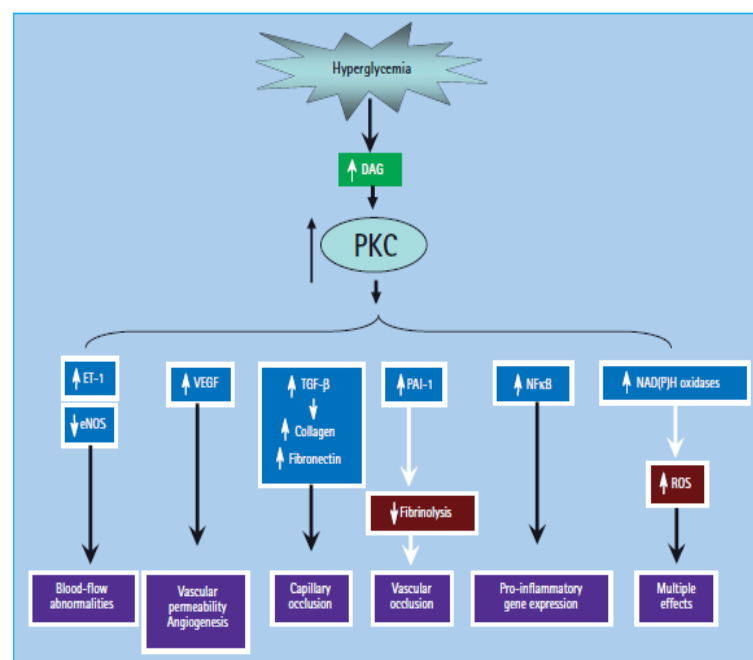 Hyperglycemia
↑ DAG
PKC
↑ ET-1
↓ eNOS
↑ VEGF
↑ TGF-β
↑ Collagen
↑ Fibronectin
↑ PAI-1
↑ NFκB
↑ NAD(P)H oxidases
↓ Fibrinolysis
↑ ROS
Blood-flow
abnormalities
Vascular
permeability
Angiogenesis
Capillary
occlusion
Vascular
occlusion
Pro-inflammatory
gene expression
Multiple
effects